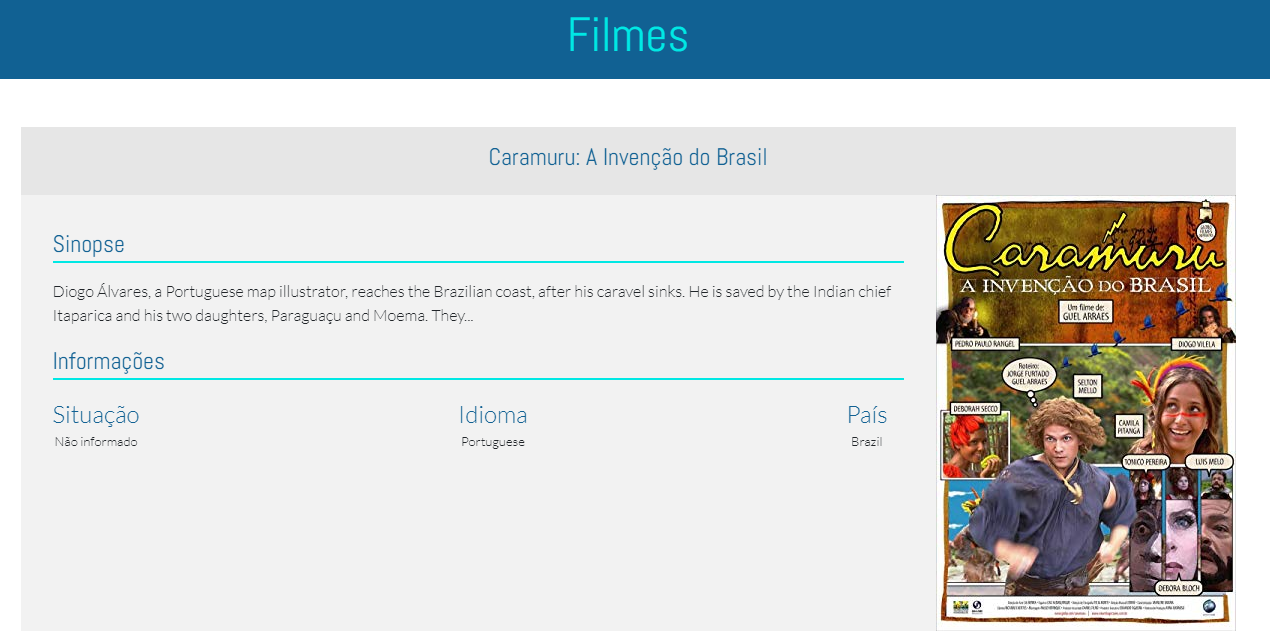 Filmes
Caramuru: A Invenção do Brasil
Sinopse
Diogo Álvares, a Portuguese map illustrator, reaches the Brazilian coast, after his caravel sinks. He is saved by the Indian chief
Itaparica and his two daughters, Paraguaçu and Moema. They...
Informações
Situação
Idioma
País
Não informado
Portuguese
Brazil
Caramuru
A INVENÇÃO DO BRASIL
Um filme de:
GUEL ARRAES
PEDRO PAULO RANGEL
DIOGO VILELA
Roteiro:
JORGE FURTADO
GUEL ARRAES
SELTON
MELLO
DEBORAH SECCO
CAMILA
PITANGA
TONICO PEREIRA
LUIS MELO
DEBORA BLOCH